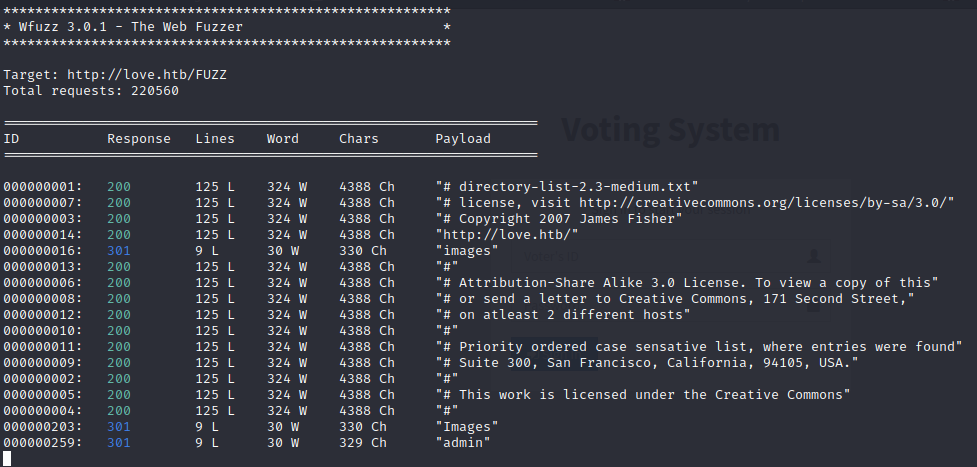 ********************************************************
* Wfuzz 3.0.1 - The Web Fuzzer                         *
********************************************************
Target: http://love.htb/FUZZ
Total requests: 220560
=====================================================================
ID           Response   Lines    Word       Chars       Payload
=====================================================================
Voting System
000000001:   200        125 L    324 W      4388 Ch     "# directory-list-2.3-medium.txt"
000000007:   200        125 L    324 W      4388 Ch     "# license, visit http://creativecommons.org/licenses/by-sa/3.0/"
000000003:   200        125 L    324 W      4388 Ch     "# Copyright 2007 James Fisher"
000000014:   200        125 L    324 W      4388 Ch     "http://love.htb/"
000000016:   301        9 L      30 W       330 Ch      "images"
000000013:   200        125 L    324 W      4388 Ch     "#"
000000006:   200        125 L    324 W      4388 Ch     "# Attribution-Share Alike 3.0 License. To view a copy of this"
000000008:   200        125 L    324 W      4388 Ch     "# or send a letter to Creative Commons, 171 Second Street,"
000000012:   200        125 L    324 W      4388 Ch     "# on atleast 2 different hosts"
000000010:   200        125 L    324 W      4388 Ch     "#"
000000011:   200        125 L    324 W      4388 Ch     "# Priority ordered case sensative list, where entries were found"
000000009:   200        125 L    324 W      4388 Ch     "# Suite 300, San Francisco, California, 94105, USA."
000000002:   200        125 L    324 W      4388 Ch     "#"
000000005:   200        125 L    324 W      4388 Ch     "# This work is licensed under the Creative Commons"
000000004:   200        125 L    324 W      4388 Ch     "#"
000000203:   301        9 L      30 W       330 Ch      "Images"
000000259:   301        9 L      30 W       329 Ch      "admin"